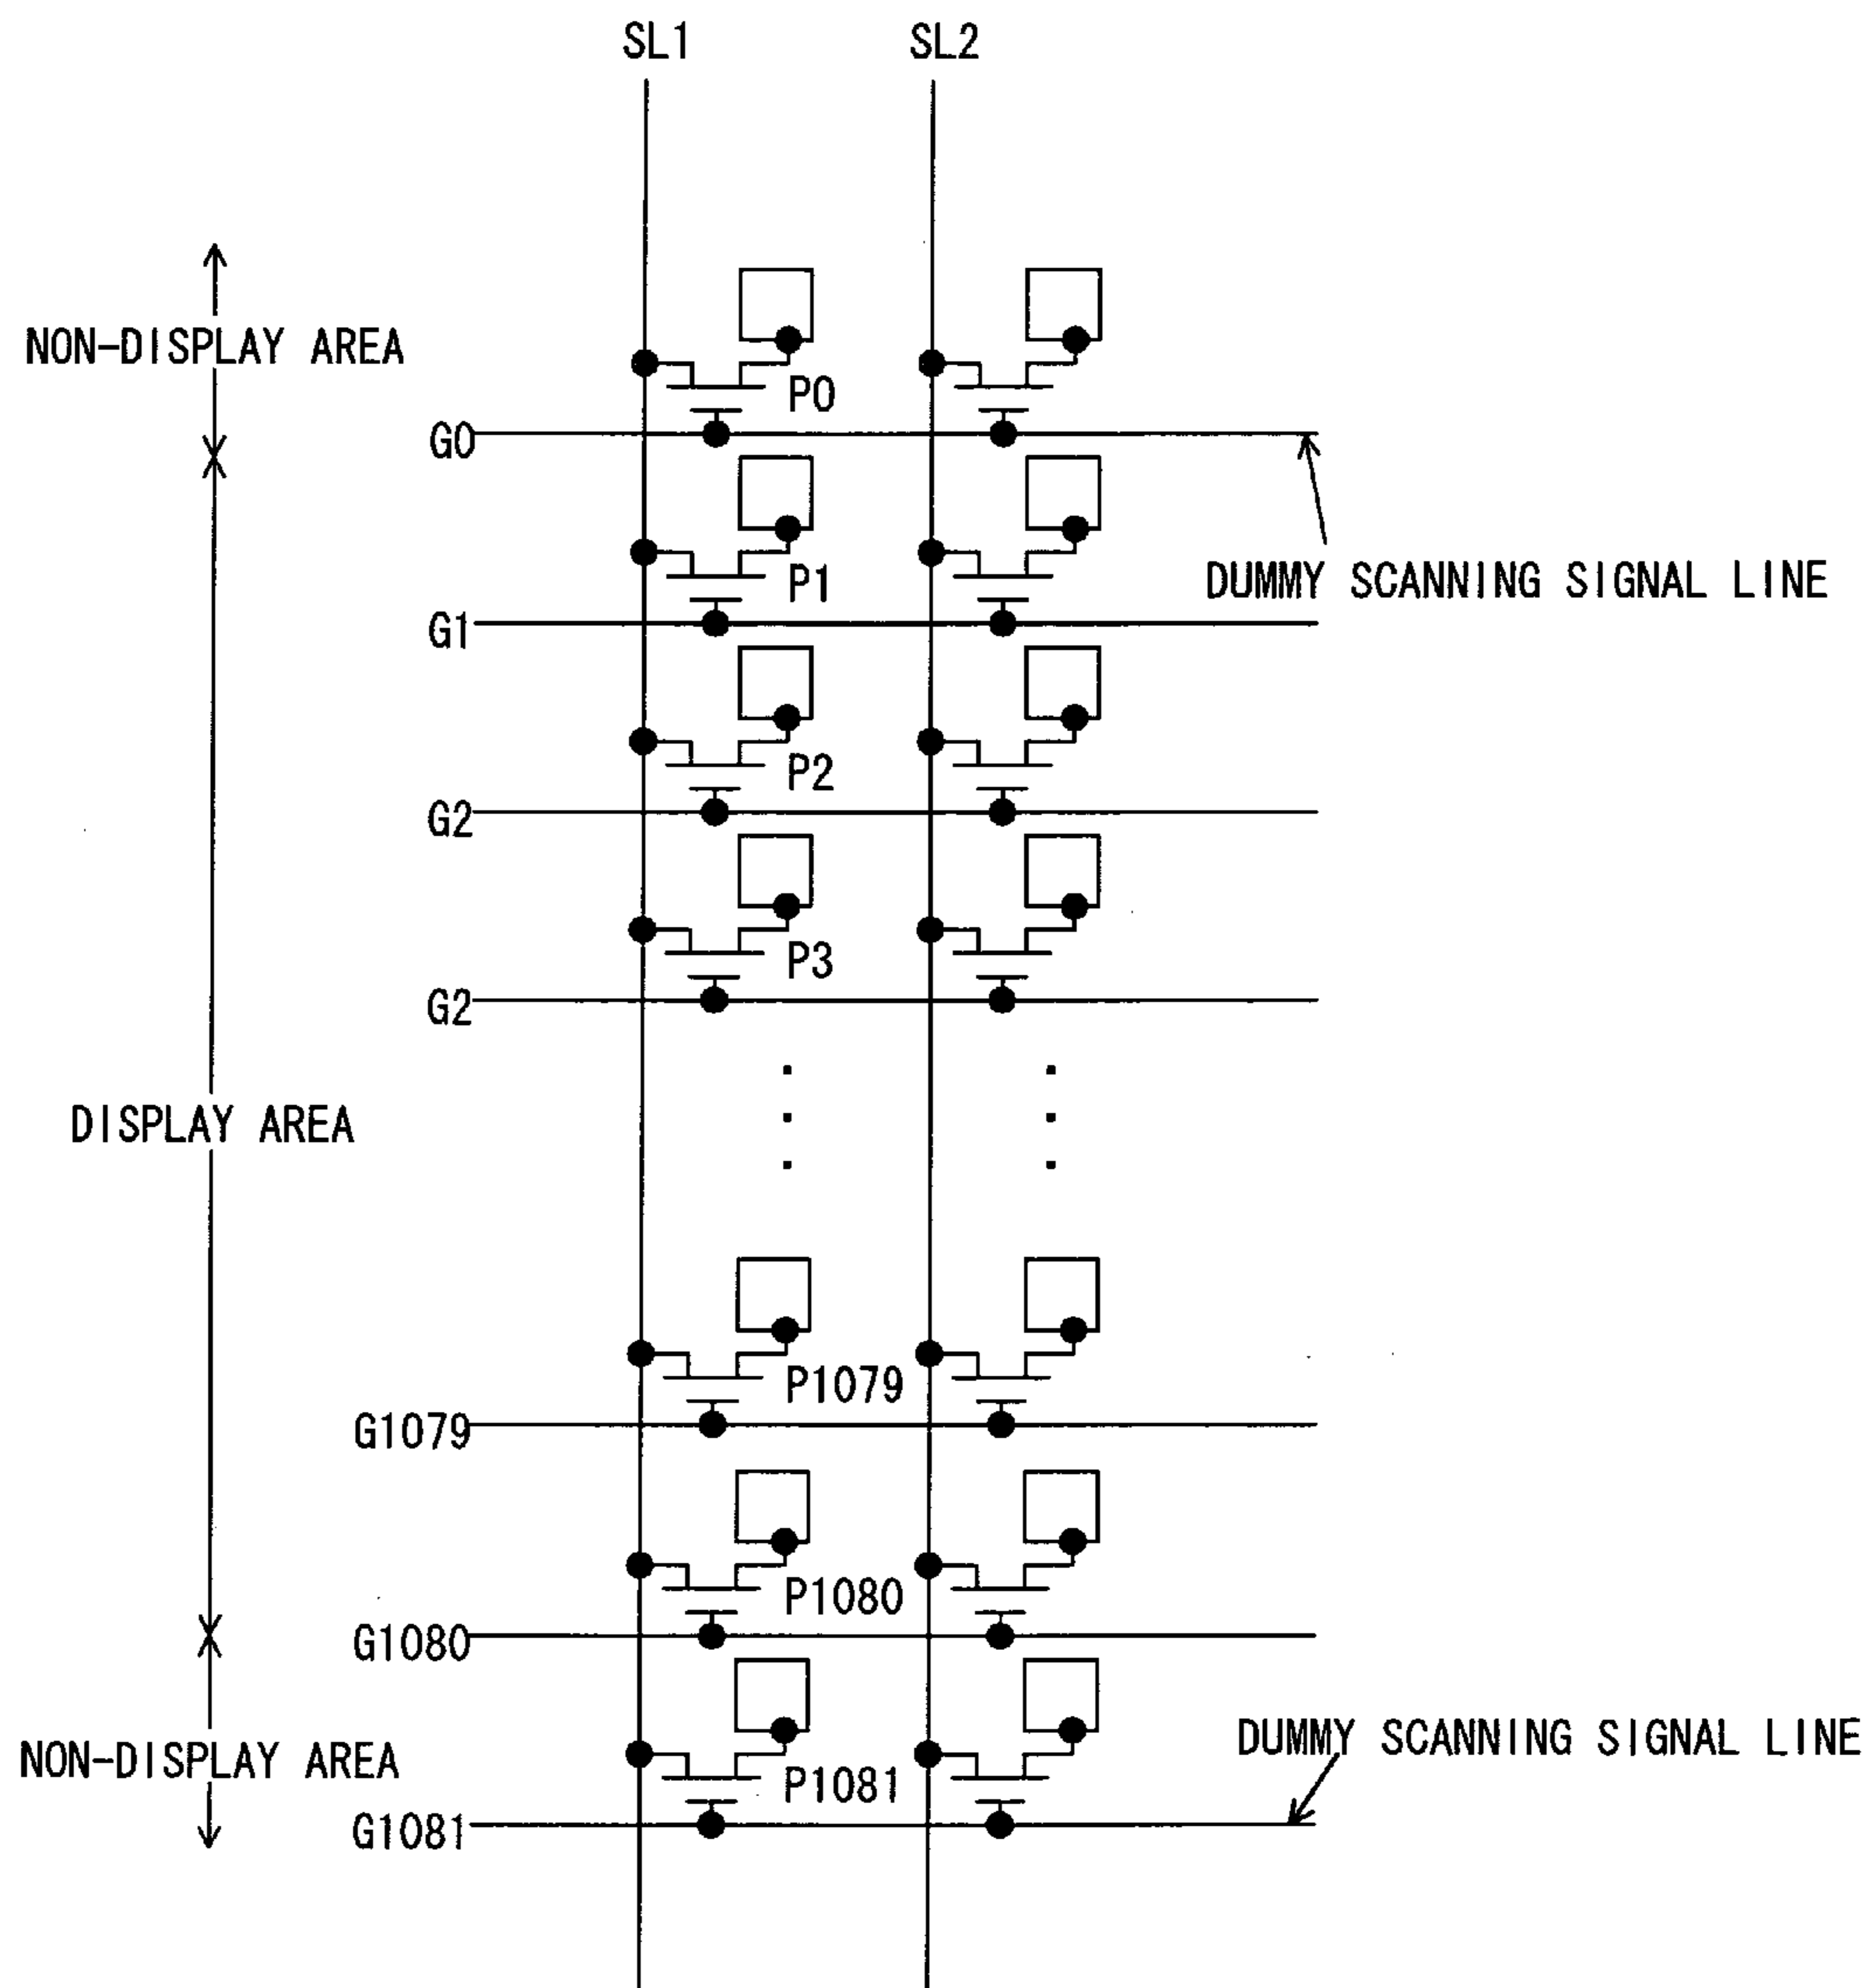 SL1
SL2
NON-DISPLAY AREA
P0
G0
P1
DUMMY SCANNING SIGNAL LINE
G1
P2
G2
P3
G2
DISPLAY AREA
P1079
G1079
P1080
G1080
DUMMY SCANNING SIGNAL LINE
NON-DISPLAY AREA
P1081
G1081